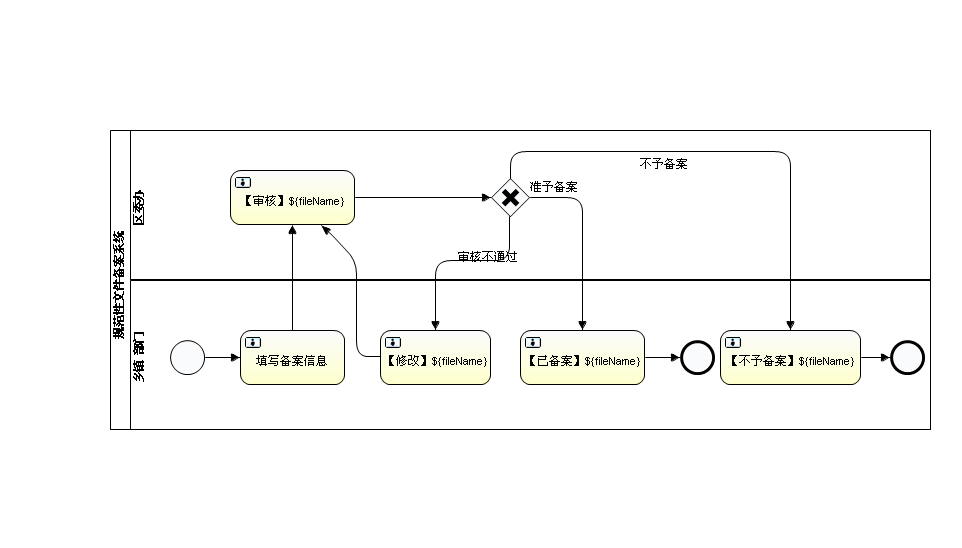 规范性文件备案系统
区委办
【审核】${fileName}
不予备案
准予备案
审核不通过
乡镇 部门
填写备案信息
【修改】${fileName}
【已备案】${fileName}
【不予备案】${fileName}